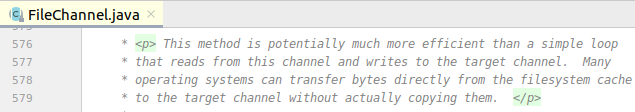 FileChannel.java ×
576 * <p> This method is potentially much more efficient than a simple loop
577 * that reads from this channel and writes to the target channel. Many
578 * operating systems can transfer bytes directly from the filesystem cache
579 * to the target channel without actually copying them. </p>